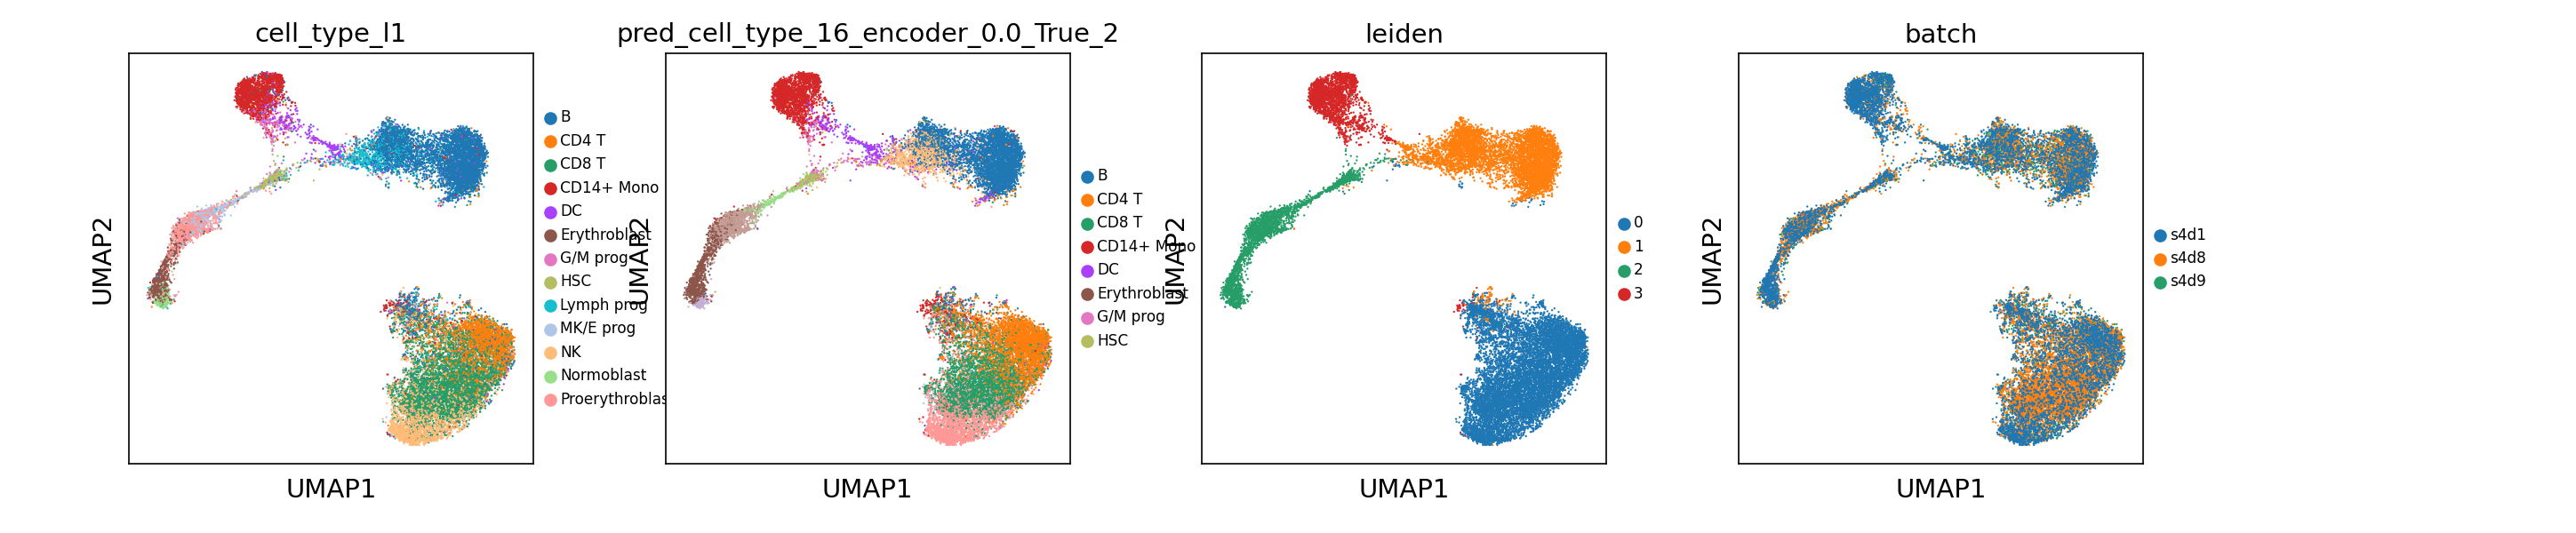 cell_type_l1
UMAP2
UMAP1
B
CD4 T
CD8 T
CD14+ Mono
DC
Erythroblast
G/M prog
HSC
Lymph prog
MK/E prog
NK
Normoblast
Proerythroblas
pred_cell_type_16_encoder_0.0_True_2
UMAP2
UMAP1
B
CD4 T
CD8 T
CD14+ Mono
DC
Erythroblast
G/M prog
HSC
leiden
UMAP2
UMAP1
0
1
2
3
batch
UMAP2
UMAP1
s4d1
s4d8
s4d9